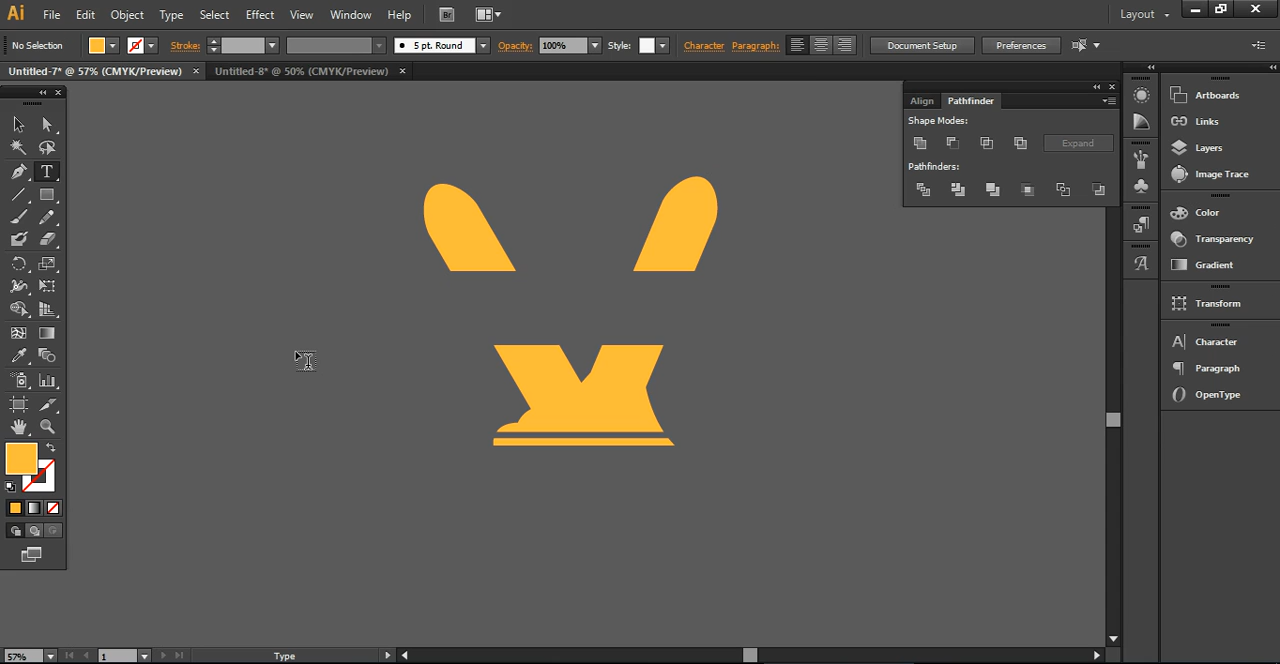 Ai File Edit Object Type Select Effect View Window Help Br Layout
No Selection Stroke: 5 pt. Round Opacity: 100% Style: Character Paragraph: Document Setup Preferences
Untitled-7* @ 57% (CMYK/Preview) × Untitled-8* @ 50% (CMYK/Preview) ×
Align Pathfinder
Shape Modes:
Expand
Pathfinders:
Artboards
Links
Layers
Image Trace
Color
Transparency
Gradient
Transform
Character
Paragraph
OpenType
57% 1 Type